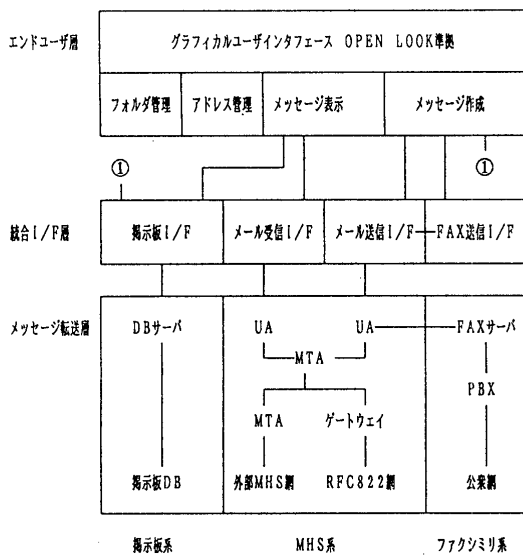 エンドユーザ層
グラフィカルユーザインタフェース OPEN LOOK準拠
フォルダ管理 アドレス管理 メッセージ表示 メッセージ作成
① ①
統合I/F層 掲示板I/F メール受信I/F メール送信I/F FAX送信I/F
メッセージ転送層 DBサーバ UA UA FAXサーバ
MTA
PBX
MTA ゲートウェイ
掲示板DB 外部MHS網 RFC822網 公衆網
掲示板系 MHS系 ファクシミリ系